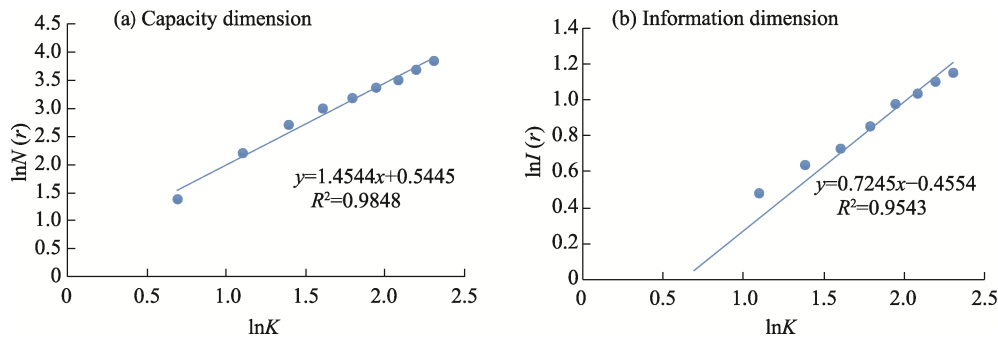 (a) Capacity dimension
4.5
4.0
3.5
3.0
2.5
2.0
1.5
1.0
0.5
0
lnN (r)
y=1.4544x+0.5445
R²=0.9848
0 0.5 1.0 1.5 2.0 2.5
lnK
(b) Information dimension
1.4
1.2
1.0
0.8
0.6
0.4
0.2
0
lnI (r)
y=0.7245x−0.4554
R²=0.9543
0 0.5 1.0 1.5 2.0 2.5
lnK